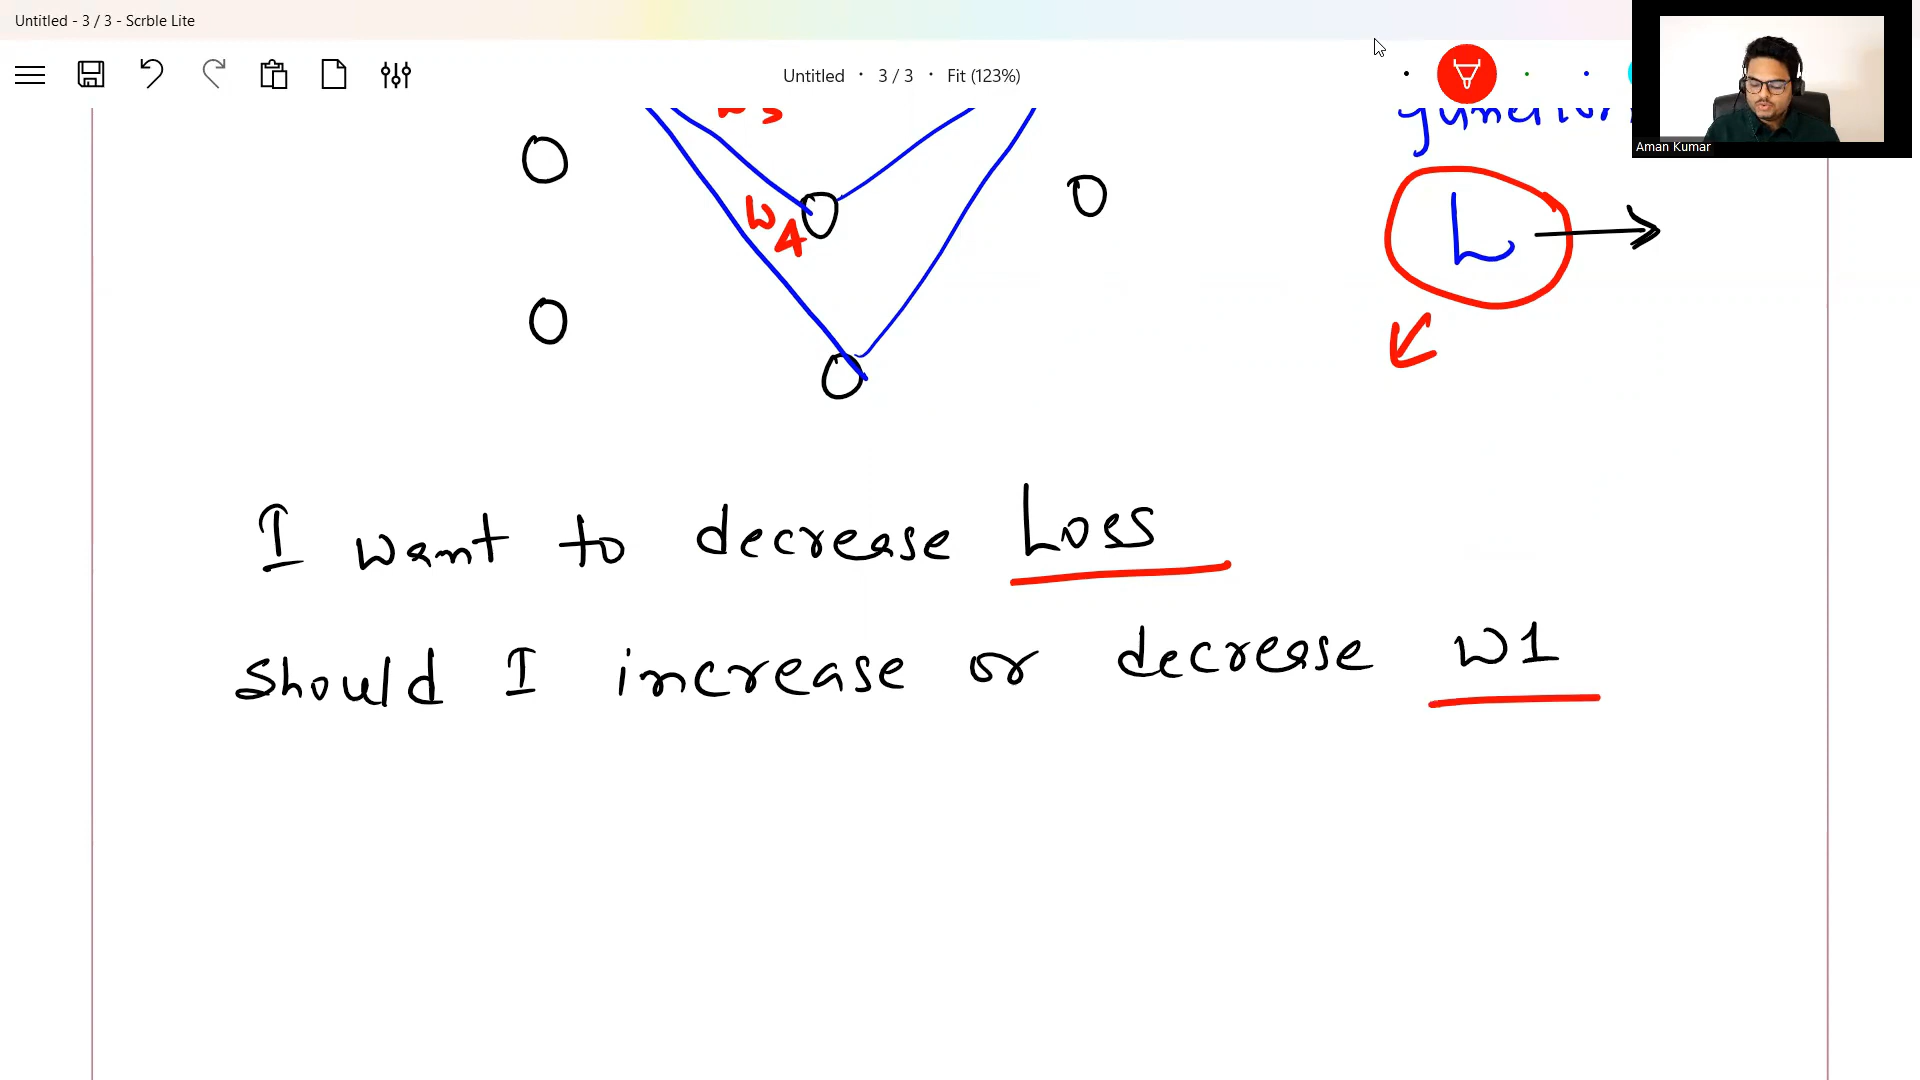 Untitled - 3 / 3 - Scrble Lite
Untitled • 3 / 3 • Fit (123%)
Aman Kumar
W4
L
I want to decrease Loss
should I increase or decrease w1